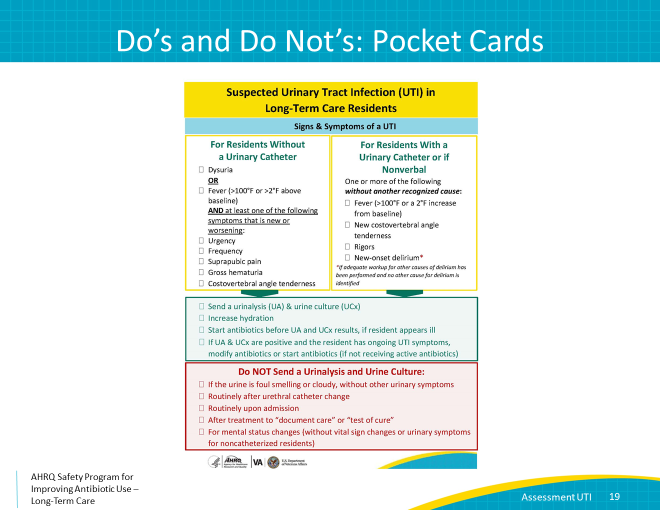 Do's and Do Not's: Pocket Cards
Suspected Urinary Tract Infection (UTI) in
Long-Term Care Residents
Signs & Symptoms of a UTI
For Residents Without
a Urinary Catheter
Dysuria
OR
Fever (>100°F or >2°F above
baseline)
AND at least one of the following
symptoms that is new or
worsening:
Urgency
Frequency
Suprapubic pain
Gross hematuria
Costovertebral angle tenderness
For Residents With a
Urinary Catheter or if
Nonverbal
One or more of the following
without another recognized cause:
Fever (>100°F or a 2°F increase
from baseline)
New costovertebral angle
tenderness
Rigors
New-onset delirium*
*If adequate workup for other causes of delirium has
been performed and no other cause for delirium is
identified
Send a urinalysis (UA) & urine culture (UCx)
Increase hydration
Start antibiotics before UA and UCx results, if resident appears ill
If UA & UCx are positive and the resident has ongoing UTI symptoms,
modify antibiotics or start antibiotics (if not receiving active antibiotics)
Do NOT Send a Urinalysis and Urine Culture:
If the urine is foul smelling or cloudy, without other urinary symptoms
Routinely after urethral catheter change
Routinely upon admission
After treatment to "document care" or "test of cure"
For mental status changes (without vital sign changes or urinary symptoms
for noncatheterized residents)
AHRQ
VA
AHRQ Safety Program for
Improving Antibiotic Use –
Long-Term Care
Assessment UTI 19